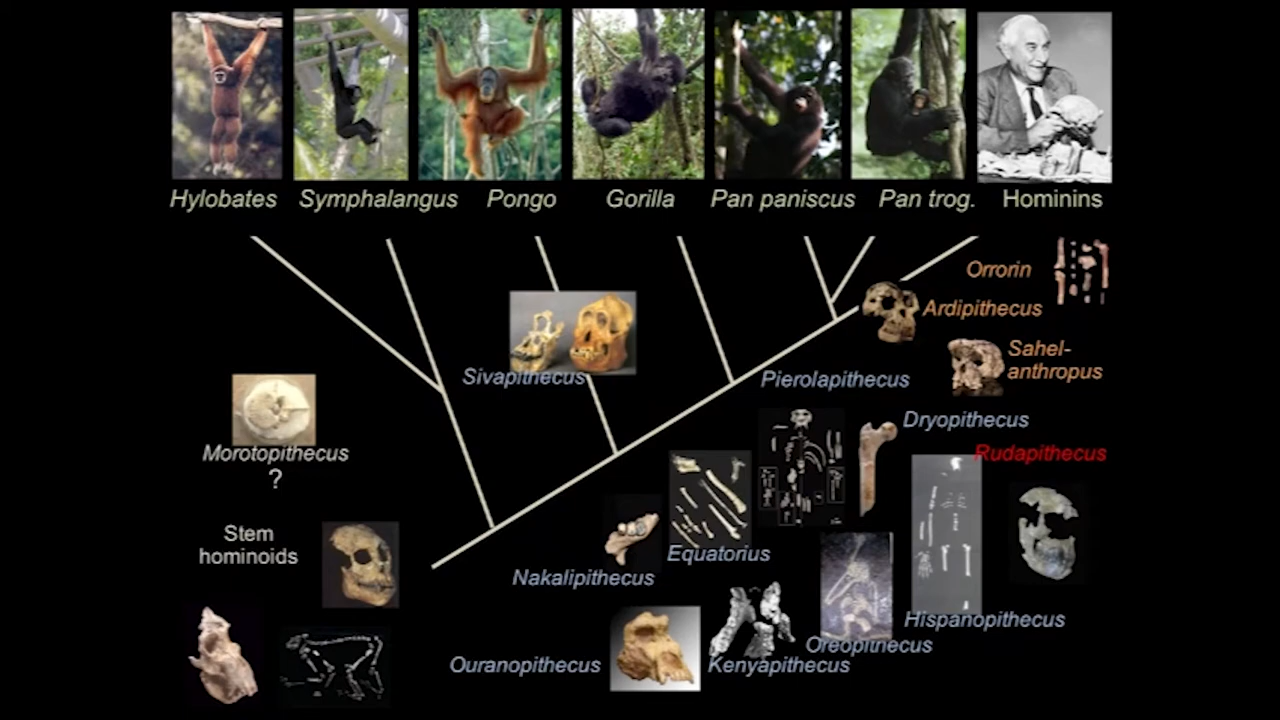 Hylobates
Symphalangus
Pongo
Gorilla
Pan paniscus
Pan trog.
Hominins
Orrorin
Ardipithecus
Sahel-
anthropus
Sivapithecus
Pierolapithecus
Dryopithecus
Morotopithecus
?
Rudapithecus
Stem
hominoids
Equatorius
Nakalipithecus
Hispanopithecus
Oreopithecus
Ouranopithecus
Kenyapithecus